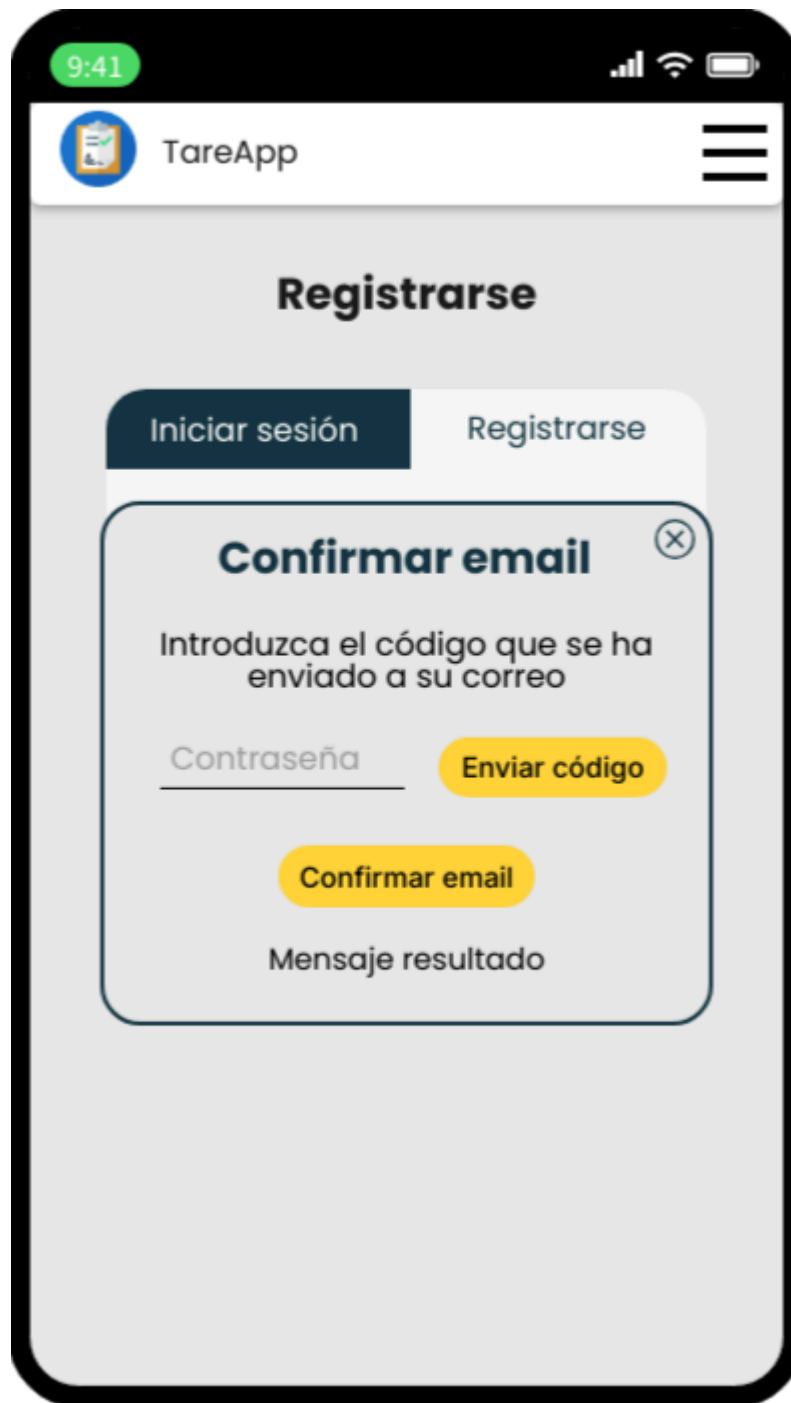 9:41
TareApp
Registrarse
Iniciar sesión
Registrarse
Confirmar email
Introduzca el código que se ha
enviado a su correo
Contraseña
Enviar código
Confirmar email
Mensaje resultado